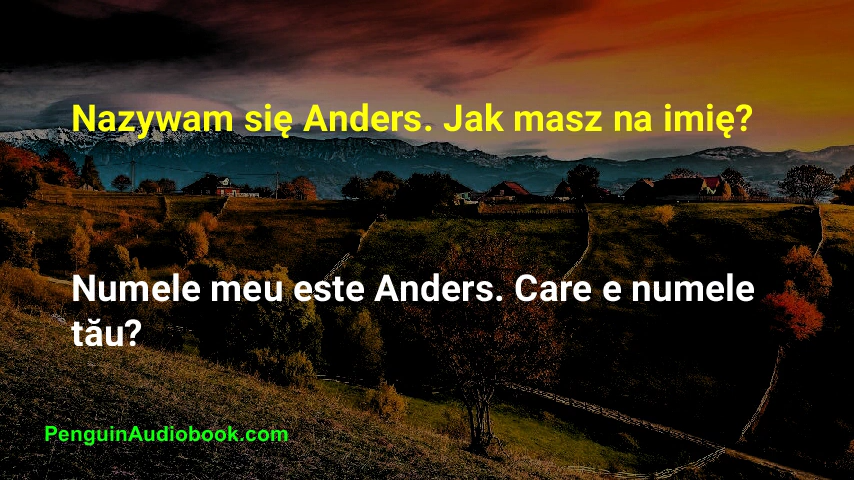 Nazywam się Anders. Jak masz na imię?
Numele meu este Anders. Care e numele
tău?
PenguinAudiobook.com